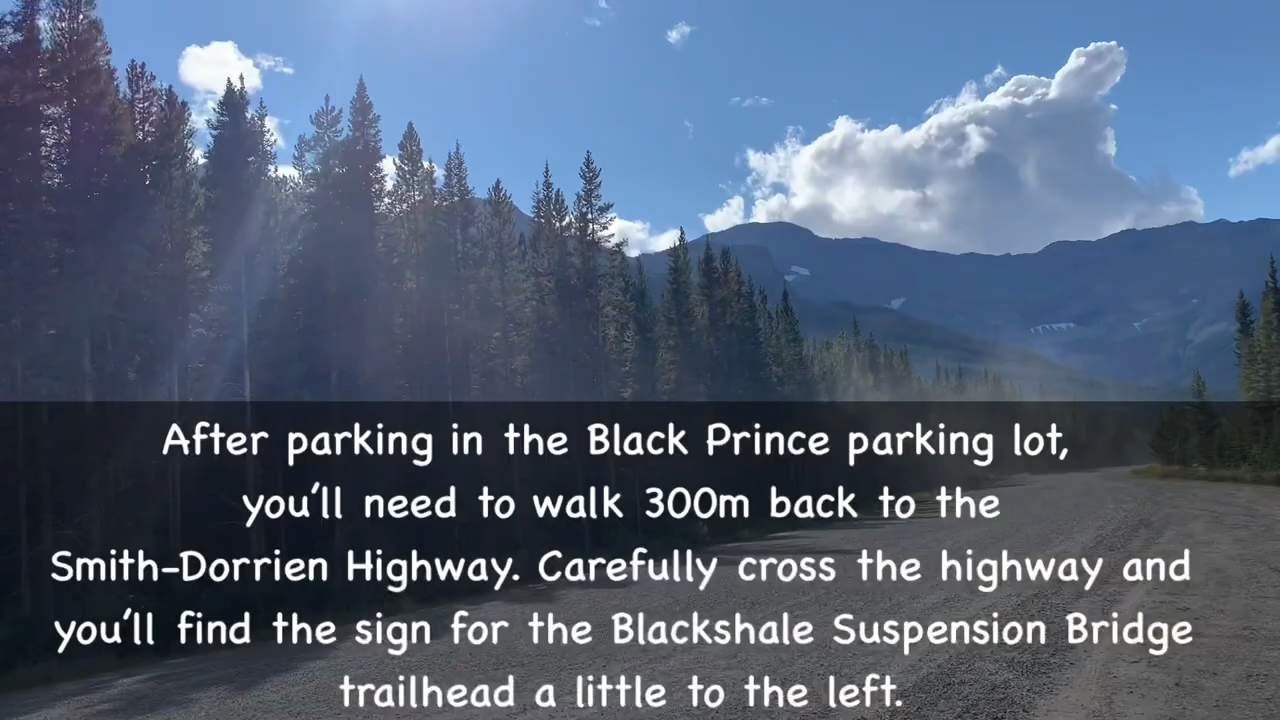 After parking in the Black Prince parking lot,
you'll need to walk 300m back to the
Smith-Dorrien Highway. Carefully cross the highway and
you'll find the sign for the Blackshale Suspension Bridge
trailhead a little to the left.